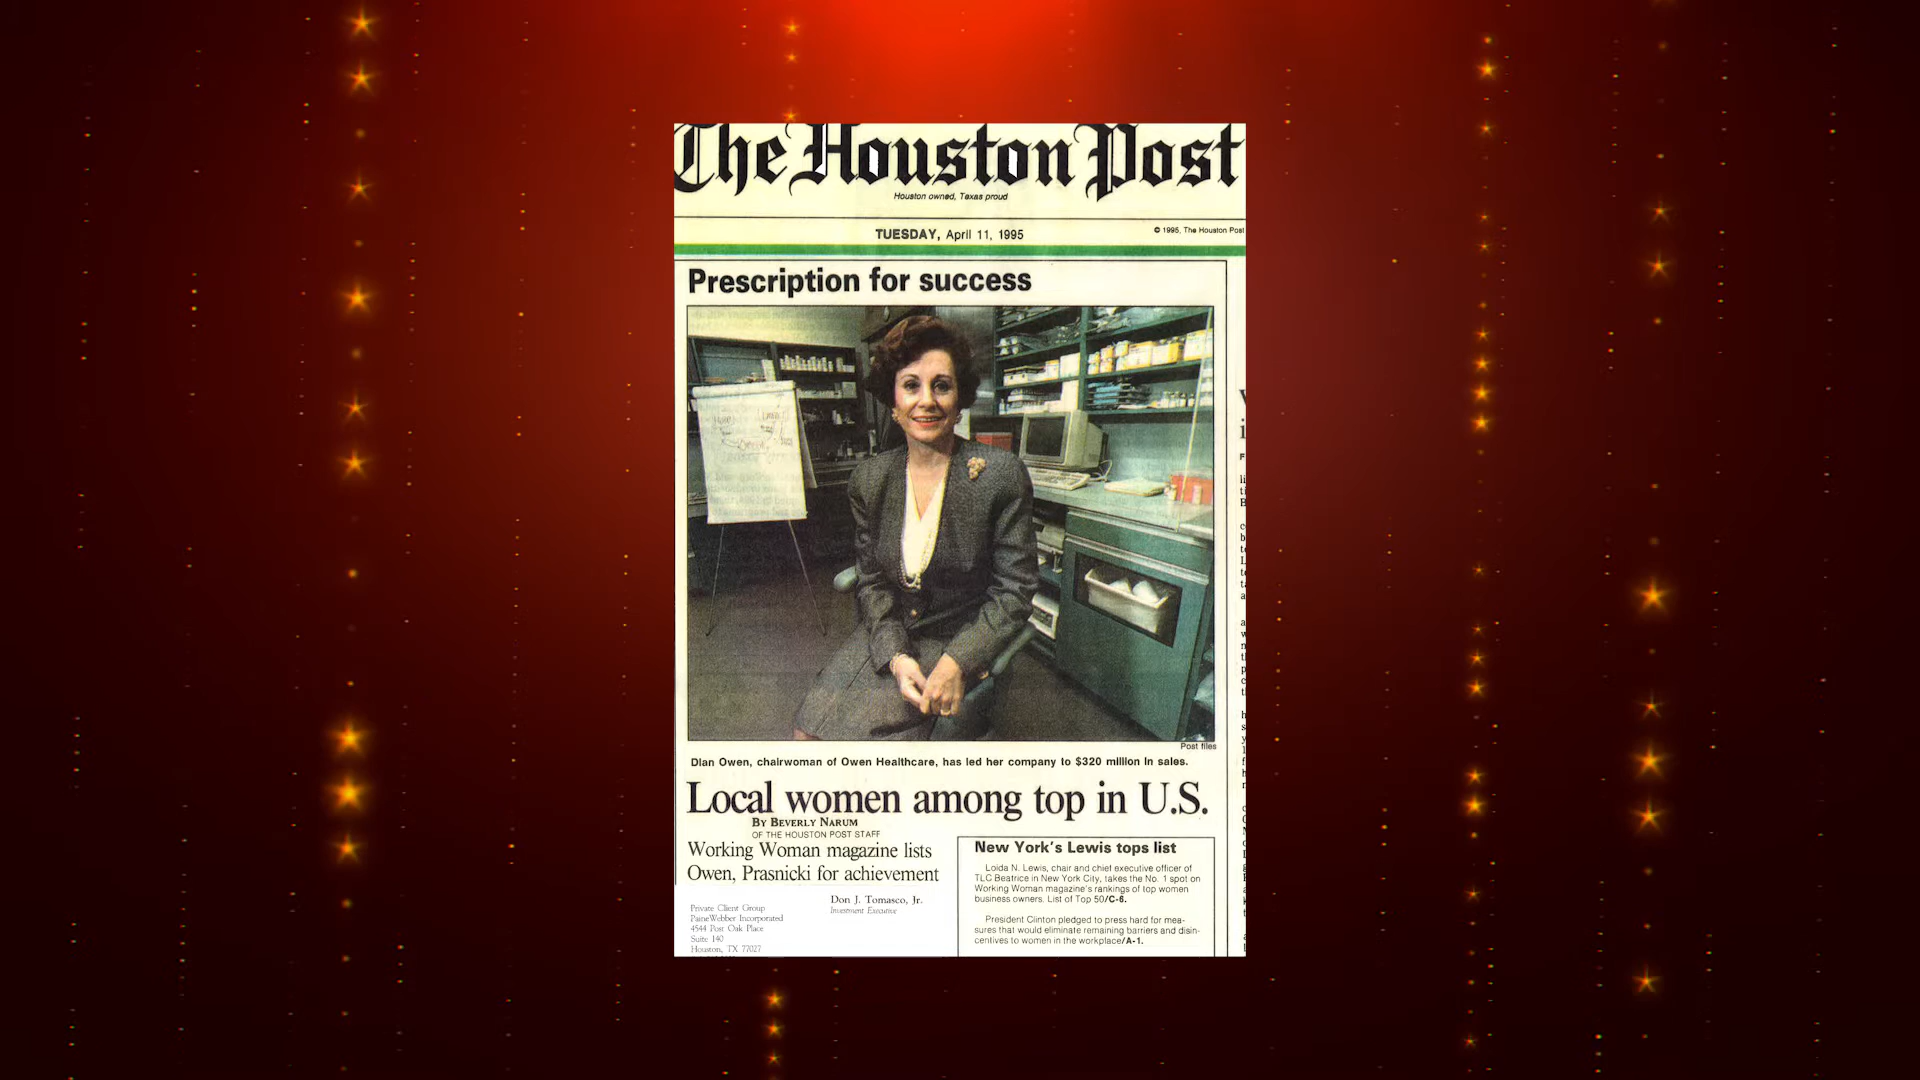 The Houston Post
Houston owned, Texas proud
TUESDAY, April 11, 1995
© 1995, The Houston Post
Prescription for success
Post files
Dian Owen, chairwoman of Owen Healthcare, has led her company to $320 million in sales.
Local women among top in U.S.
BY BEVERLY NARUM
OF THE HOUSTON POST STAFF
Working Woman magazine lists
Owen, Prasnicki for achievement
Private Client Group
PaineWebber Incorporated
4544 Post Oak Place
Suite 140
Houston, TX 77027
Don J. Tomasco, Jr.
Investment Executive
New York's Lewis tops list
Loida N. Lewis, chair and chief executive officer of
TLC Beatrice in New York City, takes the No. 1 spot on
Working Woman magazine's rankings of top women
business owners. List of Top 50/C-6.
President Clinton pledged to press hard for mea-
sures that would eliminate remaining barriers and disin-
centives to women in the workplace/A-1.